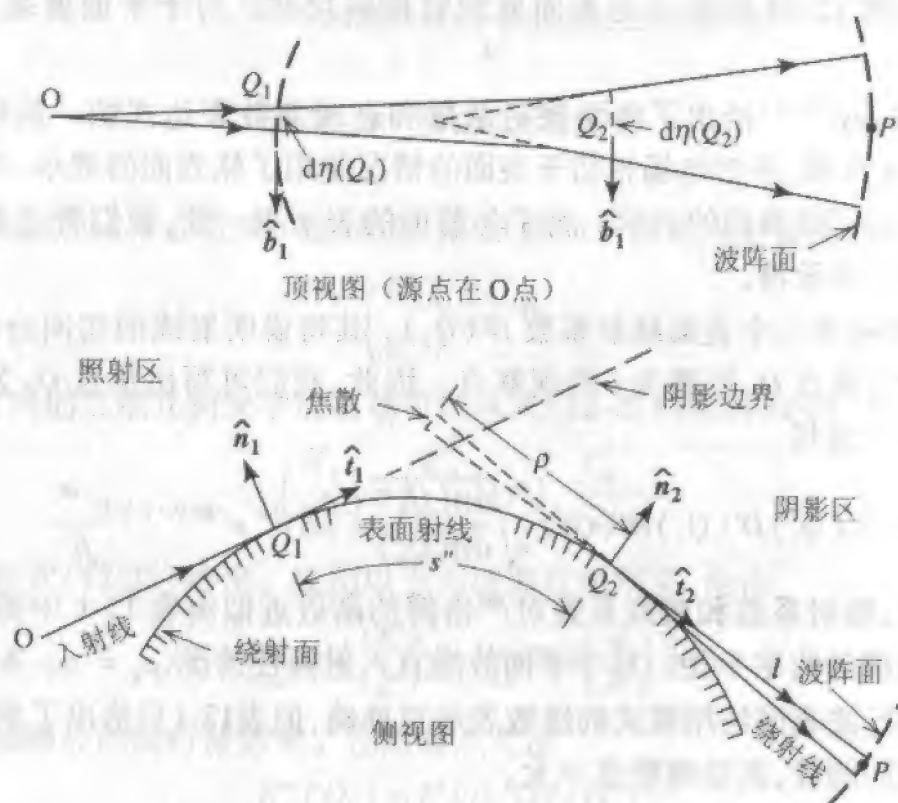 O
Q₁
Q₂
dη(Q₂)
P
dη(Q₁)
b̂₁
b̂₁
波阵面
顶视图（源点在O点）
照射区
焦散
阴影边界
n̂₁
t̂₁
ρ
n̂₂
阴影区
表面射线
Q₁
s″
Q₂
t̂₂
O
入射线
绕射面
l
波阵面
侧视图
绕射线
P